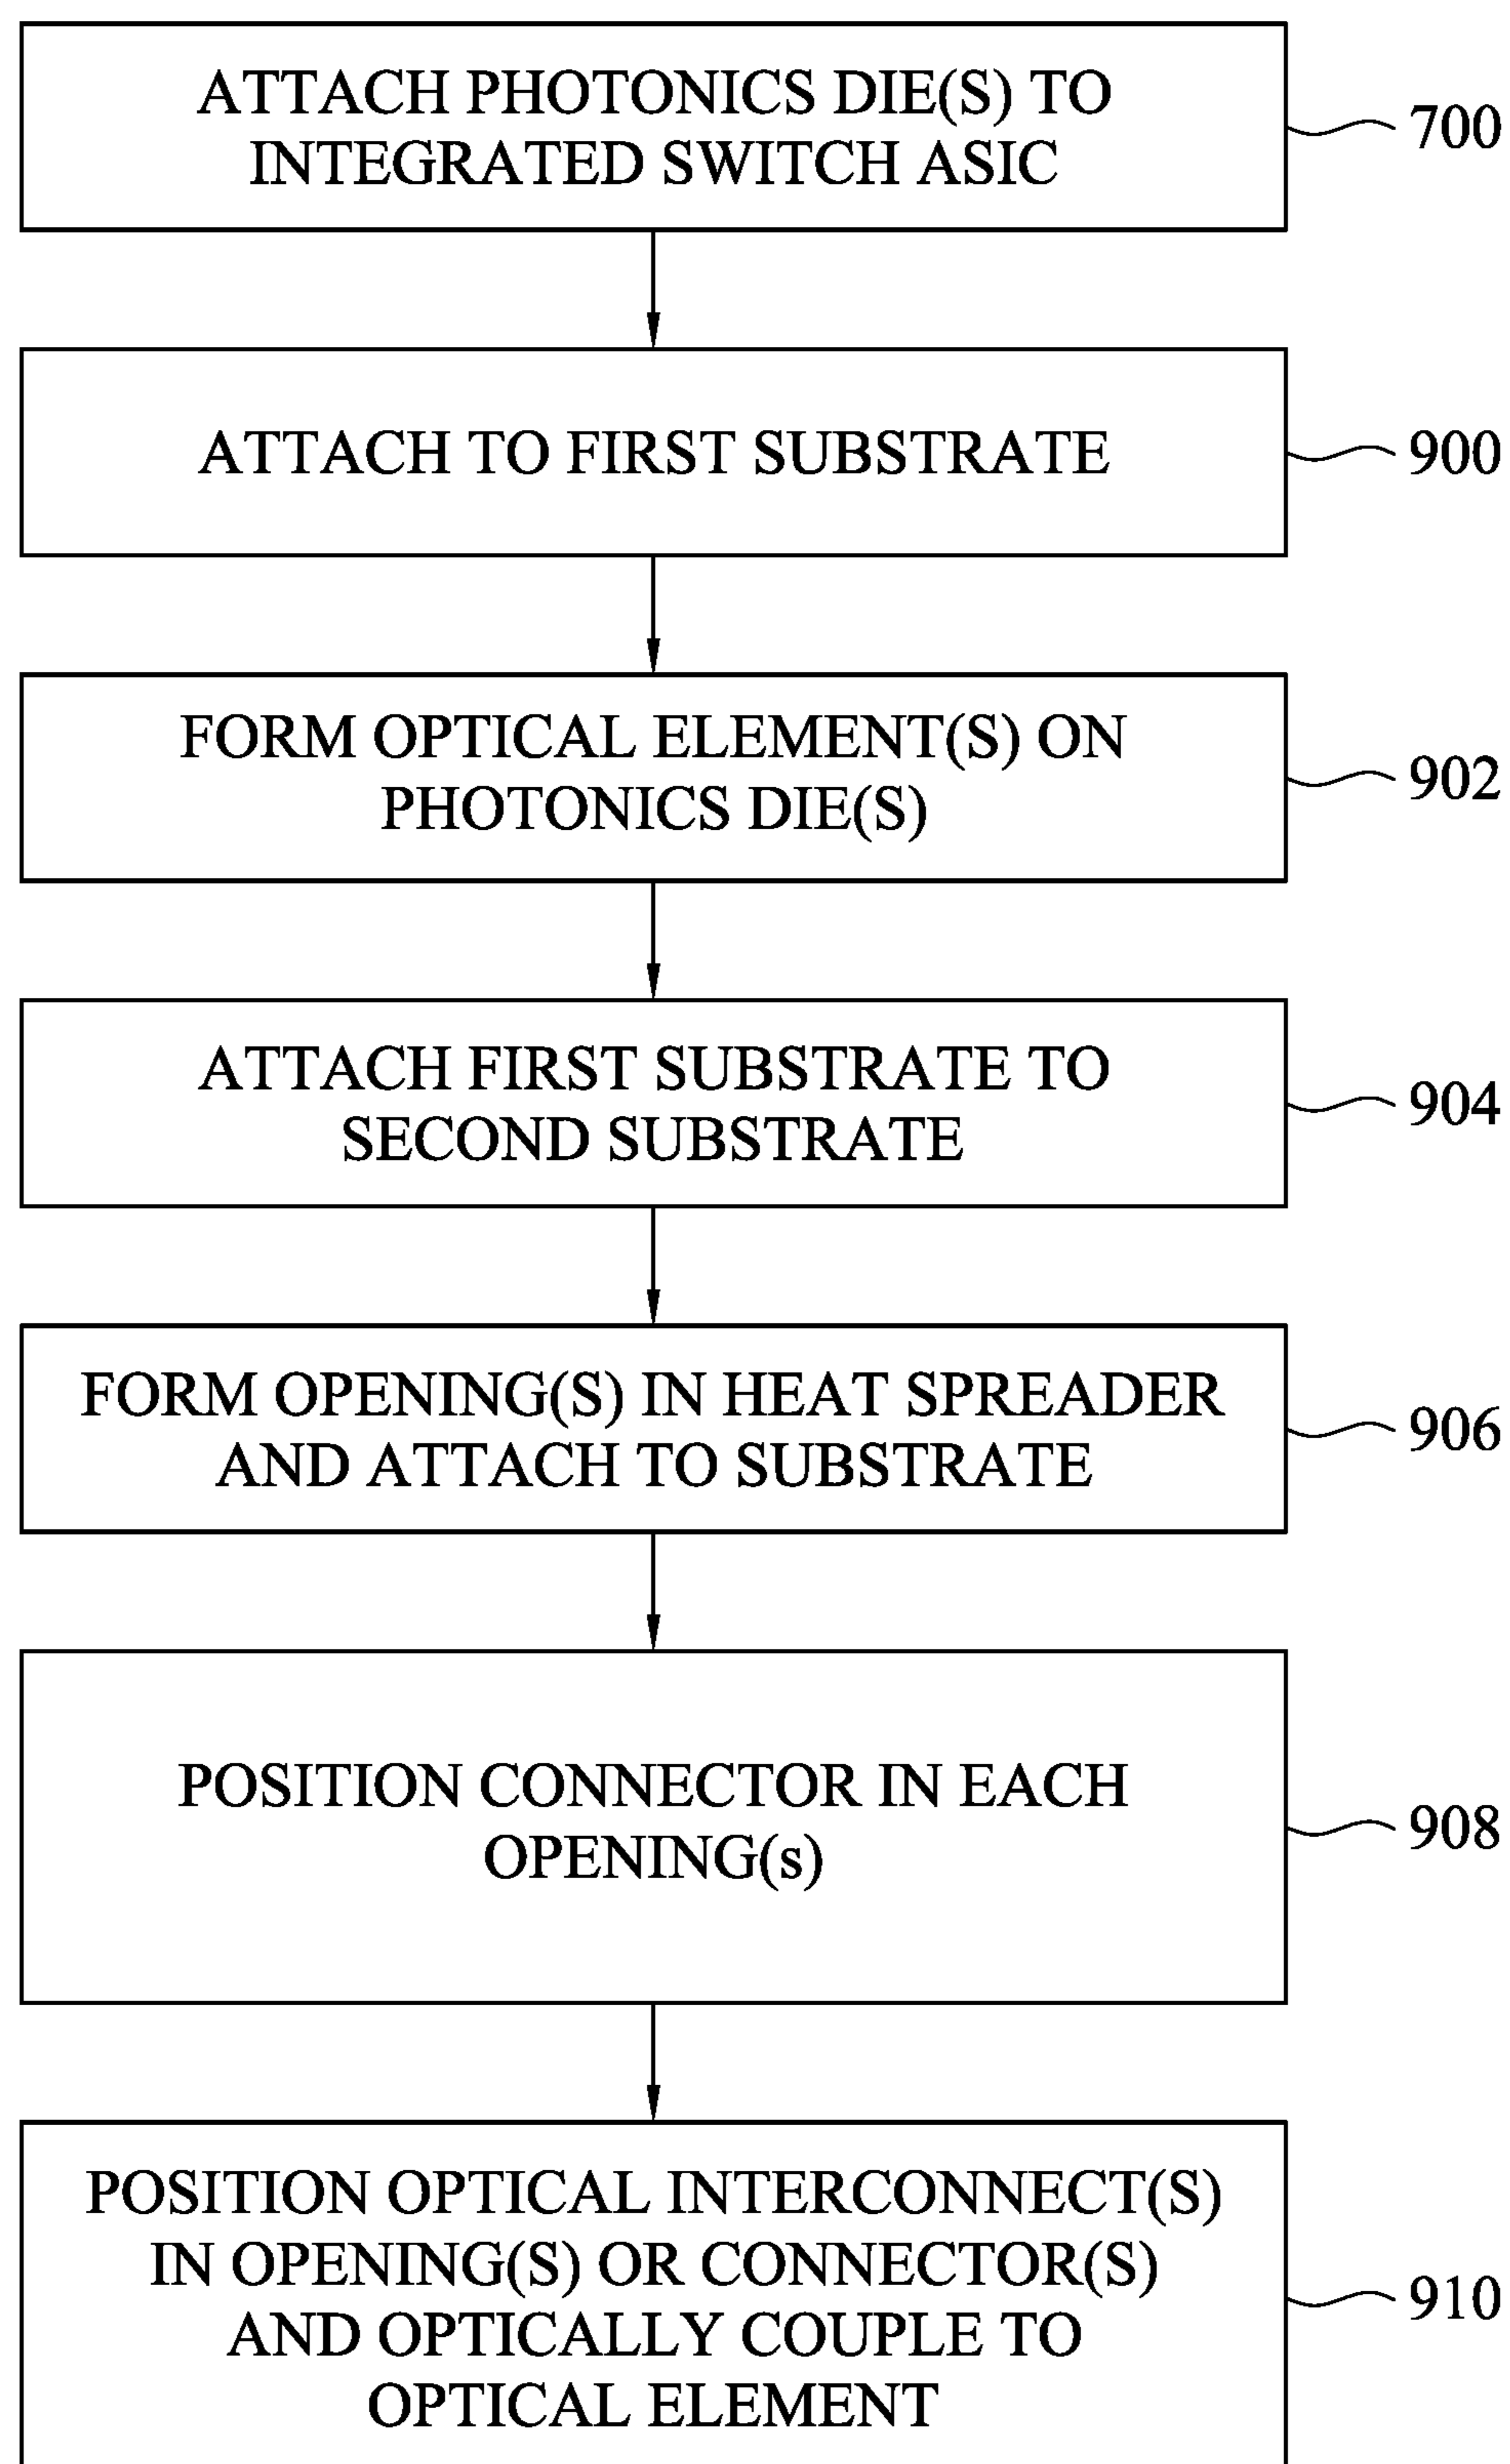 ATTACH PHOTONICS DIE(S) TO
INTEGRATED SWITCH ASIC
700
ATTACH TO FIRST SUBSTRATE
900
FORM OPTICAL ELEMENT(S) ON
PHOTONICS DIE(S)
902
ATTACH FIRST SUBSTRATE TO
SECOND SUBSTRATE
904
FORM OPENING(S) IN HEAT SPREADER
AND ATTACH TO SUBSTRATE
906
POSITION CONNECTOR IN EACH
OPENING(s)
908
POSITION OPTICAL INTERCONNECT(S)
IN OPENING(S) OR CONNECTOR(S)
AND OPTICALLY COUPLE TO
OPTICAL ELEMENT
910